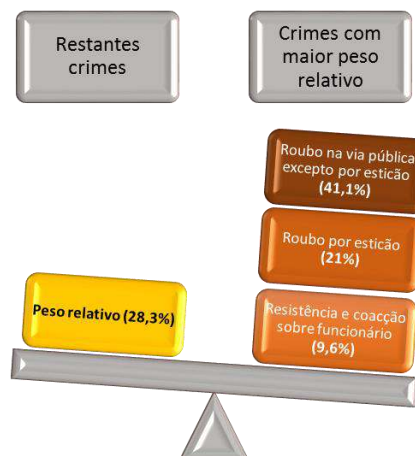 Restantes
crimes
Crimes com
maior peso
relativo
Roubo na via pública
excepto por esticão
(41,1%)
Roubo por esticão
(21%)
Peso relativo (28,3%)
Resistência e coacção
sobre funcionário
(9,6%)